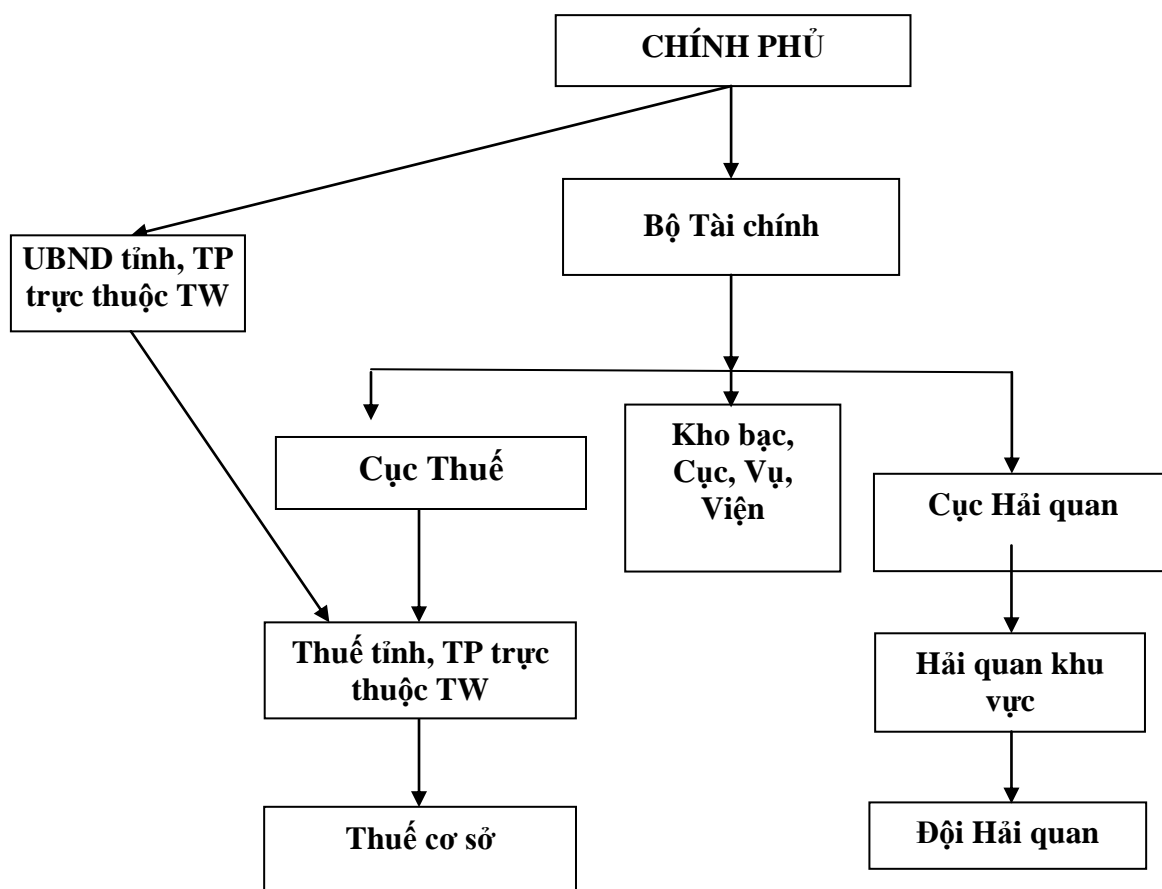 CHÍNH PHỦ
Bộ Tài chính
UBND tỉnh, TP
trực thuộc TW
Cục Thuế
Kho bạc,
Cục, Vụ,
Viện
Cục Hải quan
Thuế tỉnh, TP trực
thuộc TW
Hải quan khu
vực
Thuế cơ sở
Đội Hải quan